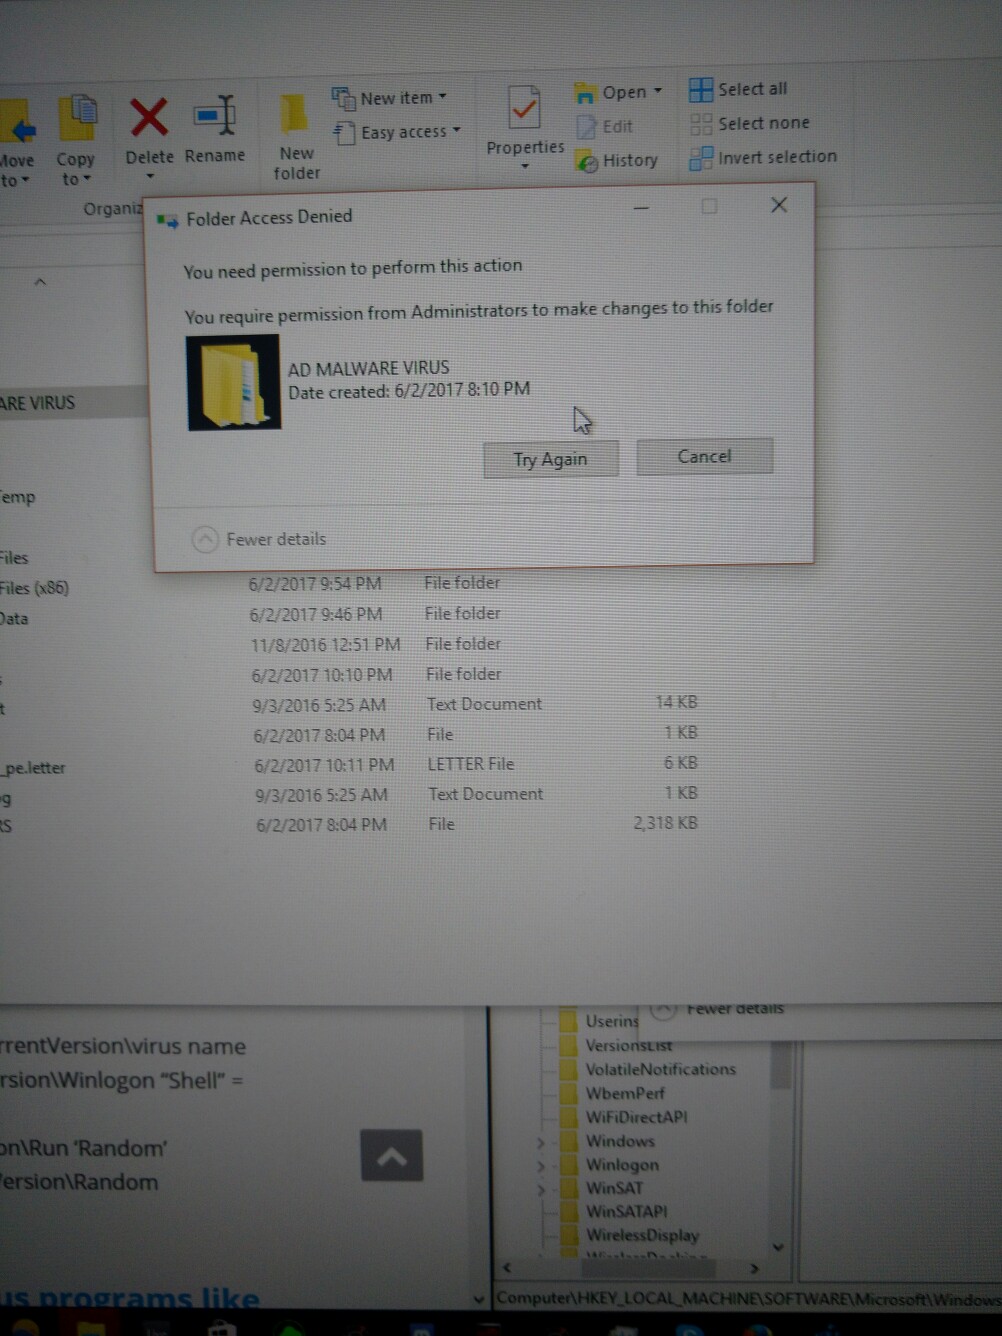 New item
Open
Select all
Easy access
Edit
Select none
Move to
Copy to
Delete
Rename
New folder
Properties
History
Invert selection
Folder Access Denied
You need permission to perform this action
You require permission from Administrators to make changes to this folder
AD MALWARE VIRUS
Date created: 6/2/2017 8:10 PM
ARE VIRUS
Try Again Cancel
Temp
Fewer details
Files
6/2/2017 9:54 PM File folder
Files (x86)
6/2/2017 9:46 PM File folder
Data
11/8/2016 12:51 PM File folder
6/2/2017 10:10 PM File folder
9/3/2016 5:25 AM Text Document 14 KB
6/2/2017 8:04 PM File 1 KB
_pe.letter 6/2/2017 10:11 PM LETTER File 6 KB
9/3/2016 5:25 AM Text Document 1 KB
RS 6/2/2017 8:04 PM File 2,318 KB
Fewer details
rrentVersion\virus name
rsion\Winlogon “Shell” =
on\Run ‘Random’
ersion\Random
us programs like
Userins
VersionsList
VolatileNotifications
WbemPerf
WiFiDirectAPI
Windows
Winlogon
WinSAT
WinSATAPI
WirelessDisplay
Computer\HKEY_LOCAL_MACHINE\SOFTWARE\Microsoft\Windows